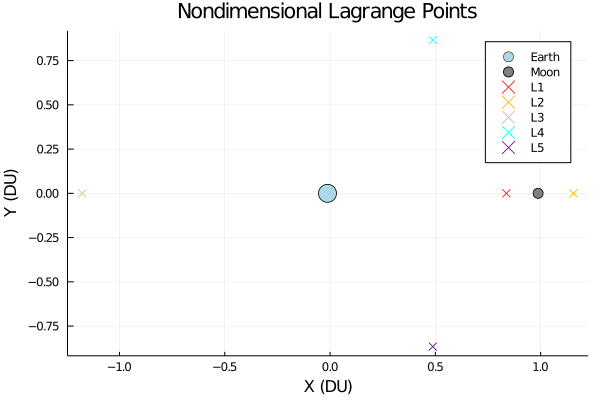 Nondimensional Lagrange Points
Y (DU)
0.75
0.50
0.25
0.00
−0.25
−0.50
−0.75
Earth
Moon
L1
L2
L3
L4
L5
−1.0
−0.5
0.0
0.5
1.0
X (DU)